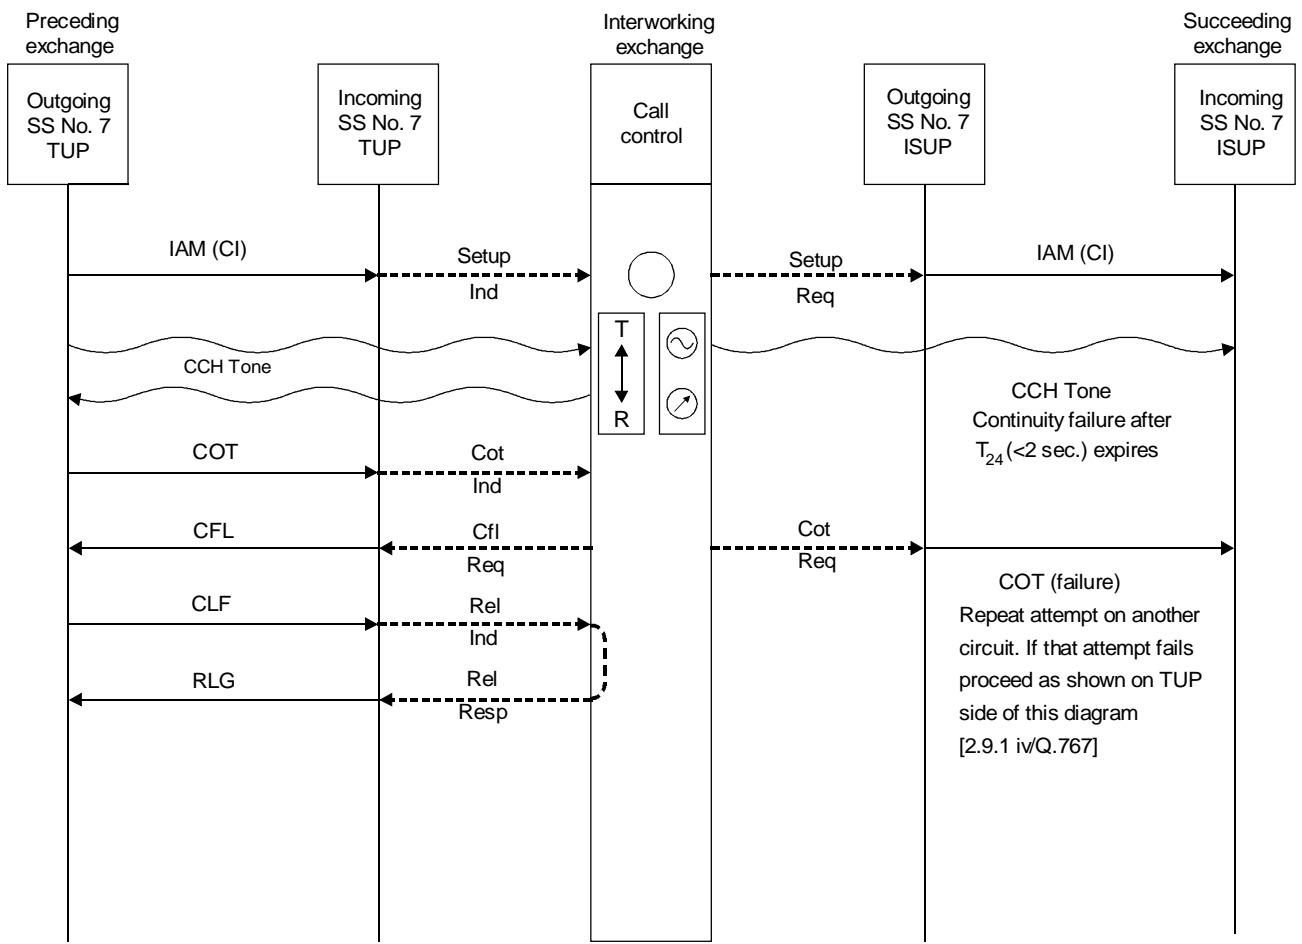 Preceding
exchange
Interworking
exchange
Succeeding
exchange
Outgoing
SS No. 7
TUP
Incoming
SS No. 7
TUP
Call
control
Outgoing
SS No. 7
ISUP
Incoming
SS No. 7
ISUP
IAM (CI)
Setup
Ind
Setup
Req
IAM (CI)
T
R
CCH Tone
CCH Tone
Continuity failure after
T24 (<2 sec.) expires
COT
Cot
Ind
CFL
Cfl
Req
Cot
Req
COT (failure)
Repeat attempt on another
circuit. If that attempt fails
proceed as shown on TUP
side of this diagram
[2.9.1 iv/Q.767]
CLF
Rel
Ind
RLG
Rel
Resp